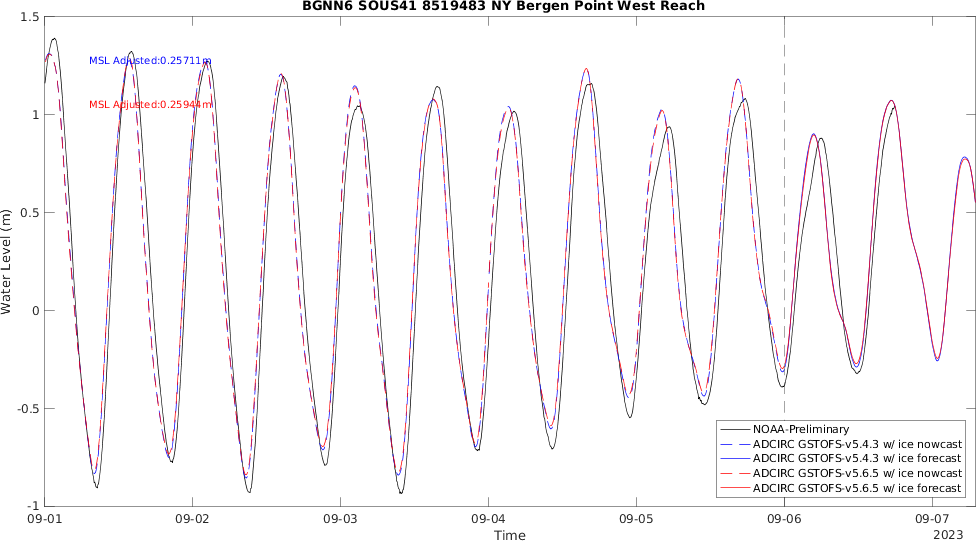 BGNN6 SOUS41 8519483 NY Bergen Point West Reach
1.5
MSL Adjusted:0.25711m
MSL Adjusted:0.25944m
1
0.5
0
-0.5
-1
Water Level (m)
NOAA-Preliminary
ADCIRC GSTOFS-v5.4.3 w/ ice nowcast
ADCIRC GSTOFS-v5.4.3 w/ ice forecast
ADCIRC GSTOFS-v5.6.5 w/ ice nowcast
ADCIRC GSTOFS-v5.6.5 w/ ice forecast
09-01 09-02 09-03 09-04 09-05 09-06 09-07
Time
2023